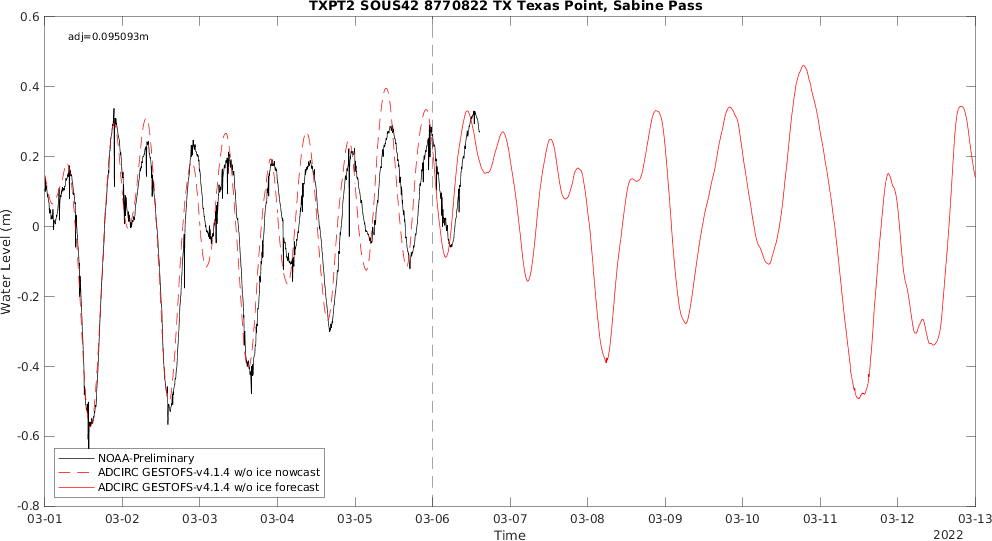 TXPT2 SOUS42 8770822 TX Texas Point, Sabine Pass
adj=0.095093m
0.6
0.4
0.2
0
-0.2
-0.4
-0.6
-0.8
Water Level (m)
NOAA-Preliminary
ADCIRC GESTOFS-v4.1.4 w/o ice nowcast
ADCIRC GESTOFS-v4.1.4 w/o ice forecast
03-01 03-02 03-03 03-04 03-05 03-06 03-07 03-08 03-09 03-10 03-11 03-12 03-13
Time
2022